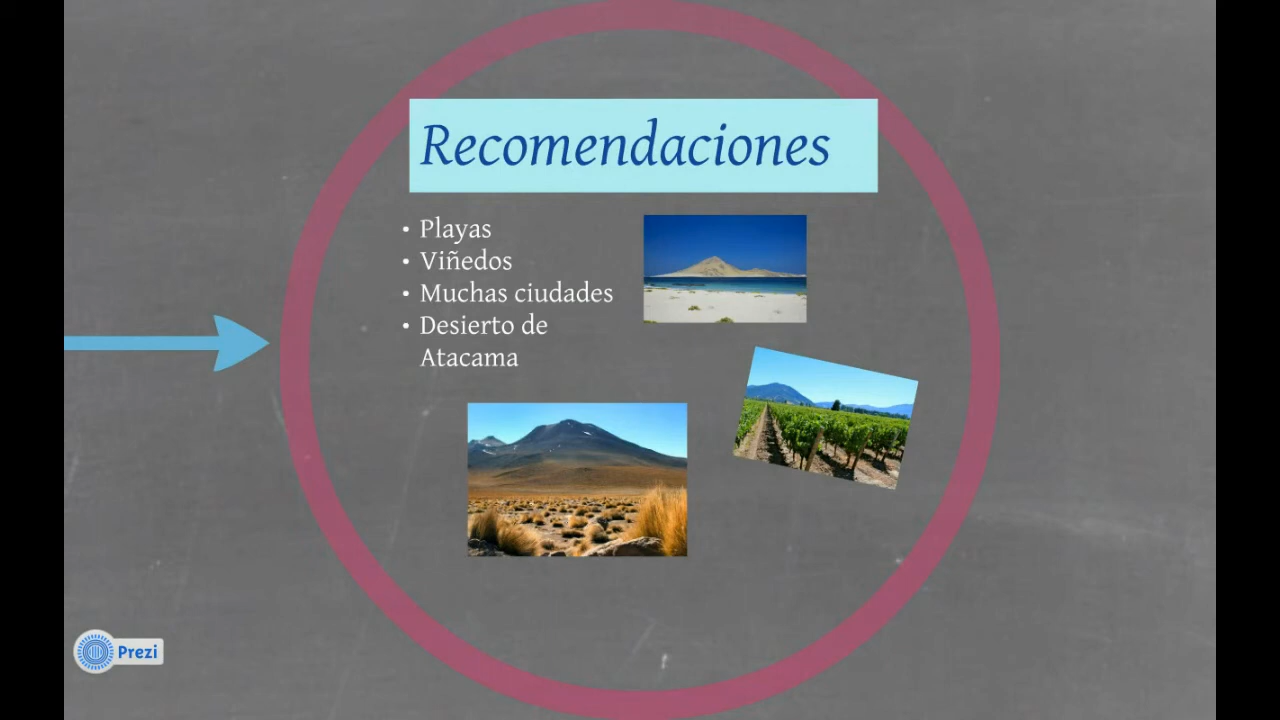 Recomendaciones
• Playas
• Viñedos
• Muchas ciudades
• Desierto de
Atacama
Prezi